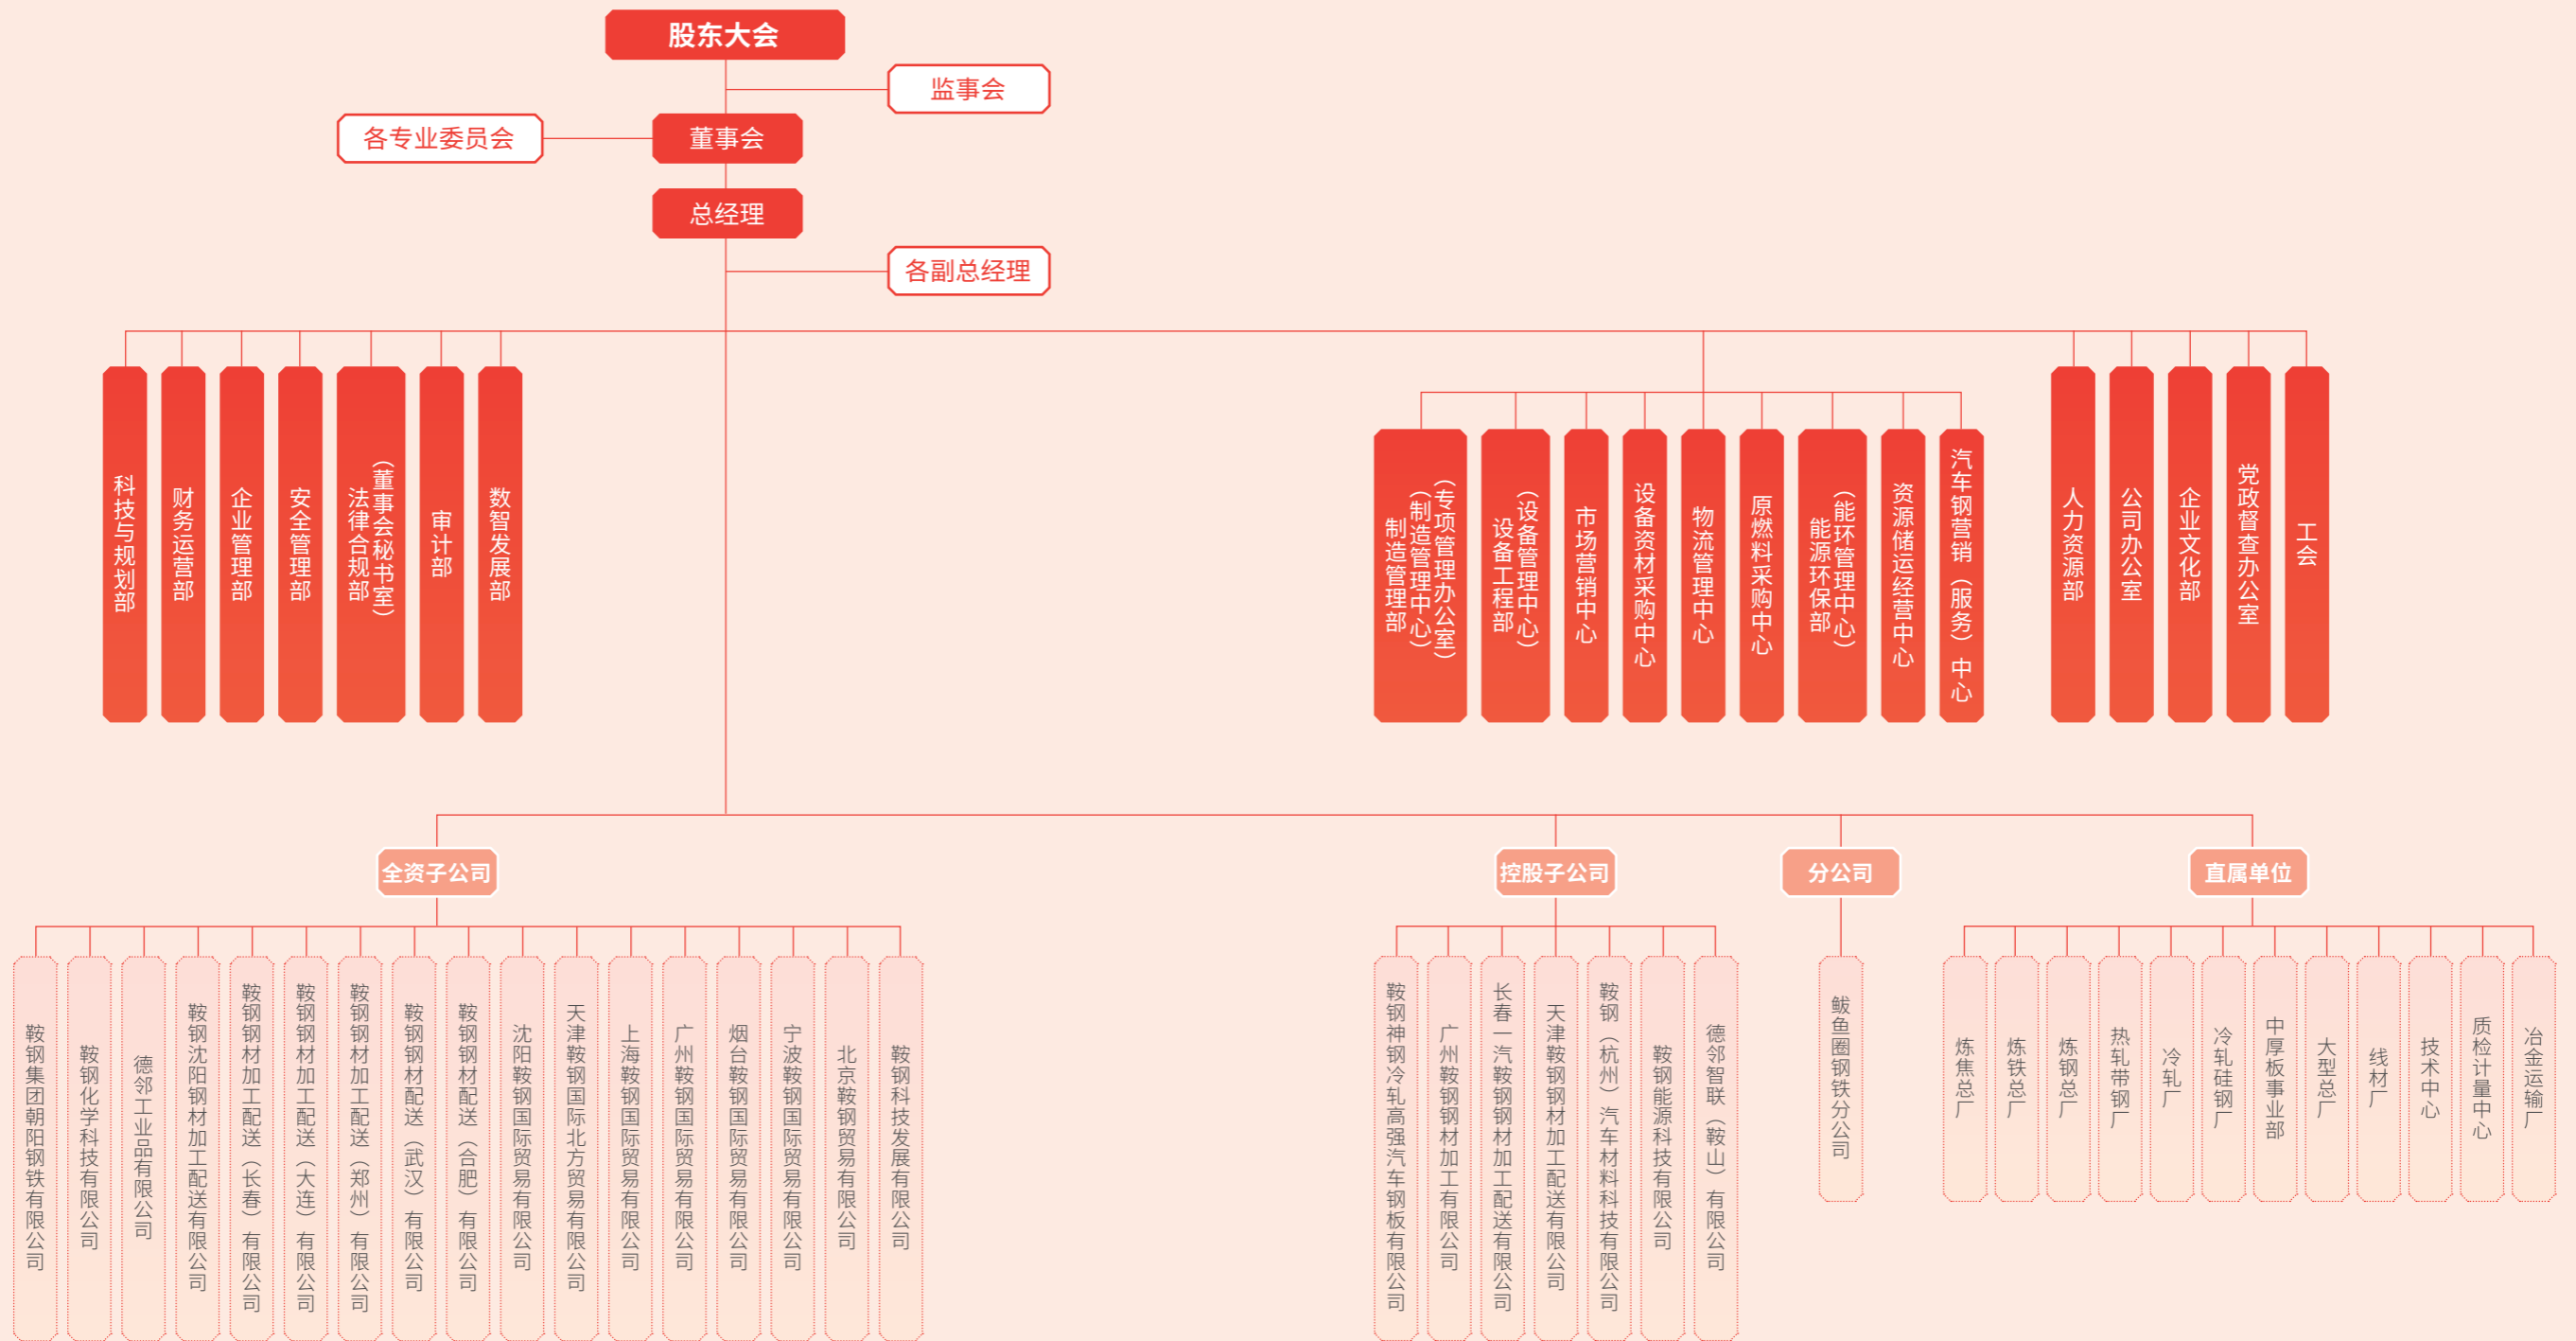 股东大会
监事会
各专业委员会
董事会
总经理
各副总经理
科技与规划部
财务运营部
企业管理部
安全管理部
法律合规部
（董事会秘书室）
审计部
数智发展部
制造管理部
（制造管理中心）
（专项管理办公室）
设备工程部
（设备管理中心）
市场营销中心
设备资材采购中心
物流管理中心
原燃料采购中心
能源环保部
（能环管理中心）
资源储运经营中心
汽车钢营销（服务）中心
人力资源部
公司办公室
企业文化部
党政督查办公室
工会
全资子公司
控股子公司
分公司
直属单位
鞍钢集团朝阳钢铁有限公司
鞍钢化学科技有限公司
德邻工业品有限公司
鞍钢沈阳钢材加工配送有限公司
鞍钢钢材加工配送（长春）有限公司
鞍钢钢材加工配送（大连）有限公司
鞍钢钢材加工配送（郑州）有限公司
鞍钢钢材配送（武汉）有限公司
鞍钢钢材配送（合肥）有限公司
沈阳鞍钢国际贸易有限公司
天津鞍钢国际北方贸易有限公司
上海鞍钢国际贸易有限公司
广州鞍钢国际贸易有限公司
烟台鞍钢国际贸易有限公司
宁波鞍钢国际贸易有限公司
北京鞍钢贸易有限公司
鞍钢科技发展有限公司
鞍钢神钢冷轧高强汽车钢板有限公司
广州鞍钢钢材加工有限公司
长春一汽鞍钢钢材加工配送有限公司
天津鞍钢钢材加工配送有限公司
鞍钢（杭州）汽车材料科技有限公司
鞍钢能源科技有限公司
德邻智联（鞍山）有限公司
鲅鱼圈钢铁分公司
炼焦总厂
炼铁总厂
炼钢总厂
热轧带钢厂
冷轧厂
冷轧硅钢厂
中厚板事业部
大型总厂
线材厂
技术中心
质检计量中心
冶金运输厂